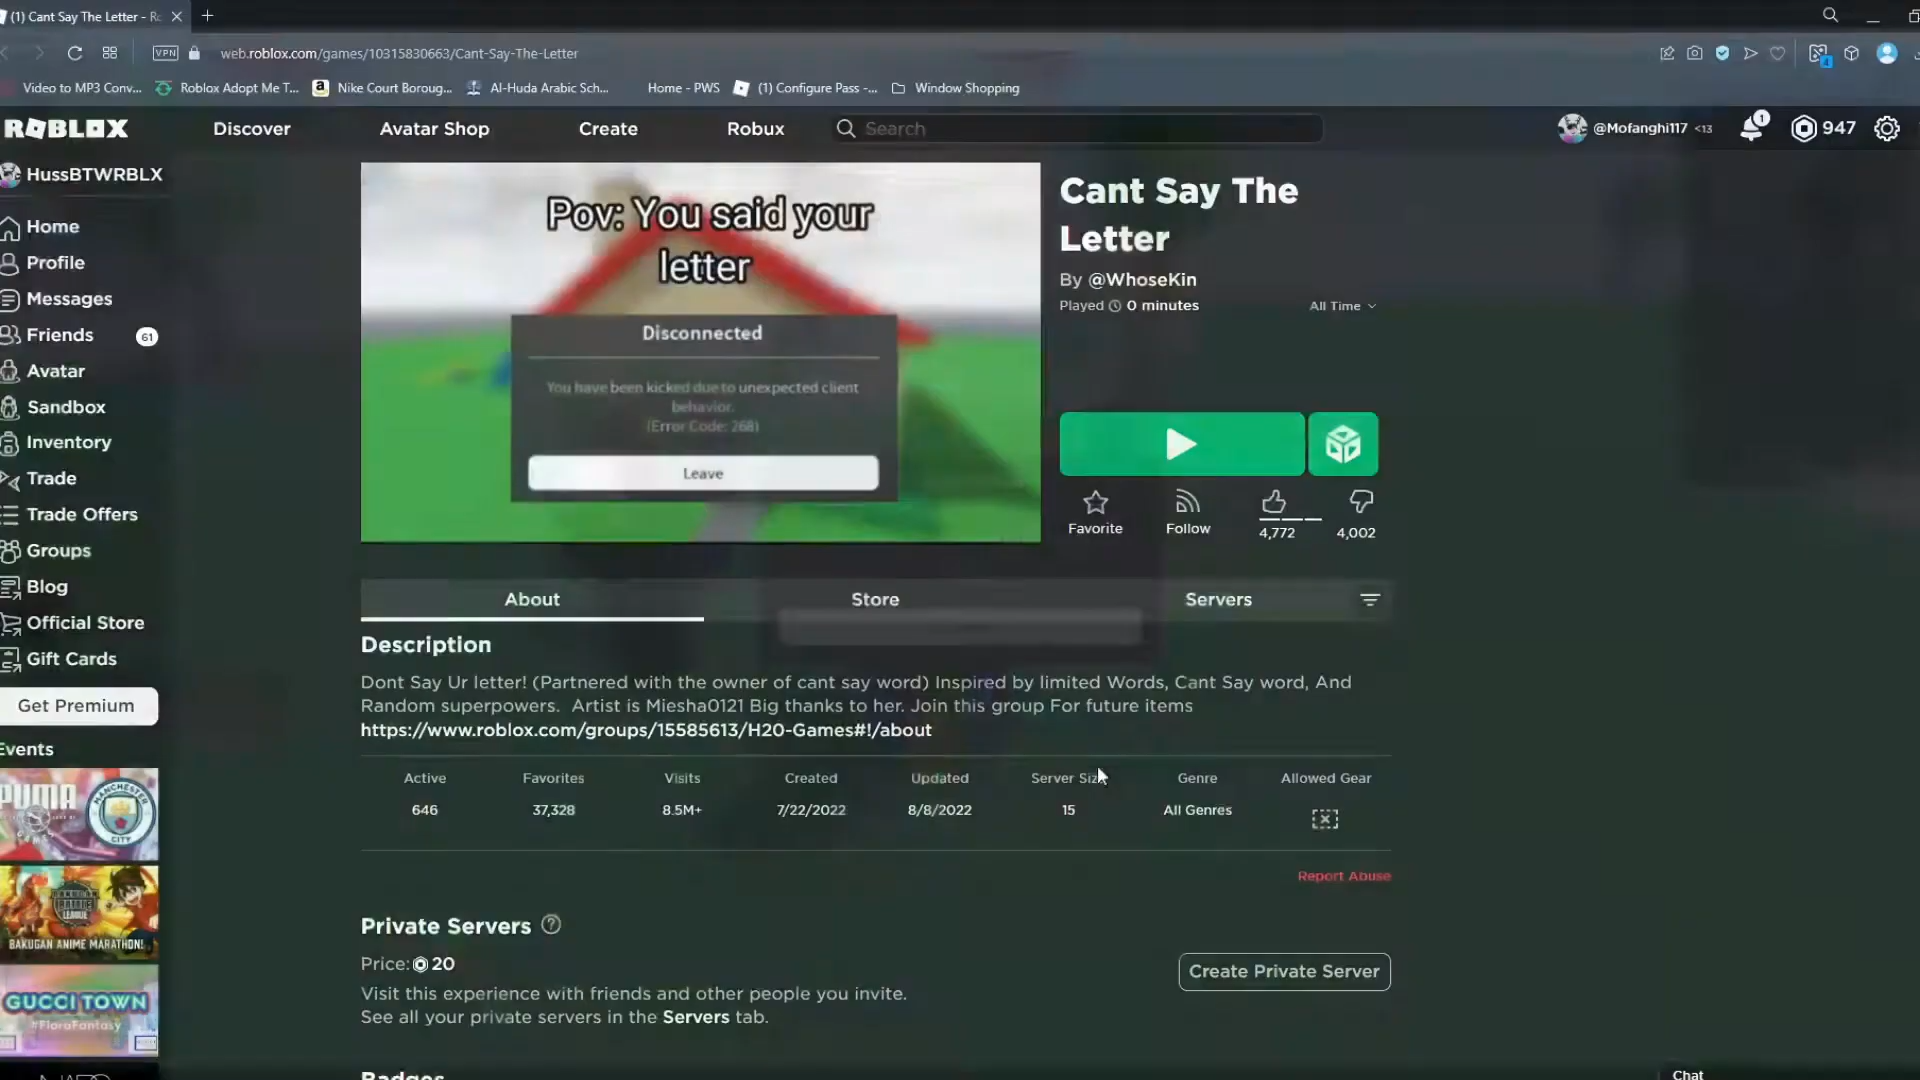 (1) Cant Say The Letter - Ro
VPN
web.roblox.com/games/10315830663/Cant-Say-The-Letter
Video to MP3 Conv...
Roblox Adopt Me T...
Nike Court Boroug...
Al-Huda Arabic Sch...
Home - PWS
(1) Configure Pass -...
Window Shopping
ROBLOX
Discover
Avatar Shop
Create
Robux
Search
@Mofanghi117 <13
1
947
HussBTWRBLX
Home
Profile
Messages
Friends
61
Avatar
Sandbox
Inventory
Trade
Trade Offers
Groups
Blog
Official Store
Gift Cards
Get Premium
Events
PUMA
MANCHESTER
CITY
BAKUGAN
BATTLE
LEAGUE
BAKUGAN ANIME MARATHON!
GUCCI TOWN
#FloraFantasy
Pov: You said your
letter
Disconnected
You have been kicked due to unexpected client
behavior.
(Error Code: 268)
Leave
Cant Say The
Letter
By @WhoseKin
Played 0 minutes
All Time
Favorite
Follow
4,772
4,002
About
Store
Servers
Description
Dont Say Ur letter! (Partnered with the owner of cant say word) Inspired by limited Words, Cant Say word, And
Random superpowers. Artist is Miesha0121 Big thanks to her. Join this group For future items
https://www.roblox.com/groups/15585613/H20-Games#!/about
Active
Favorites
Visits
Created
Updated
Server Size
Genre
Allowed Gear
646
37,328
8.5M+
7/22/2022
8/8/2022
15
All Genres
Report Abuse
Private Servers
Price: 20
Create Private Server
Visit this experience with friends and other people you invite.
See all your private servers in the Servers tab.
Badges
Chat